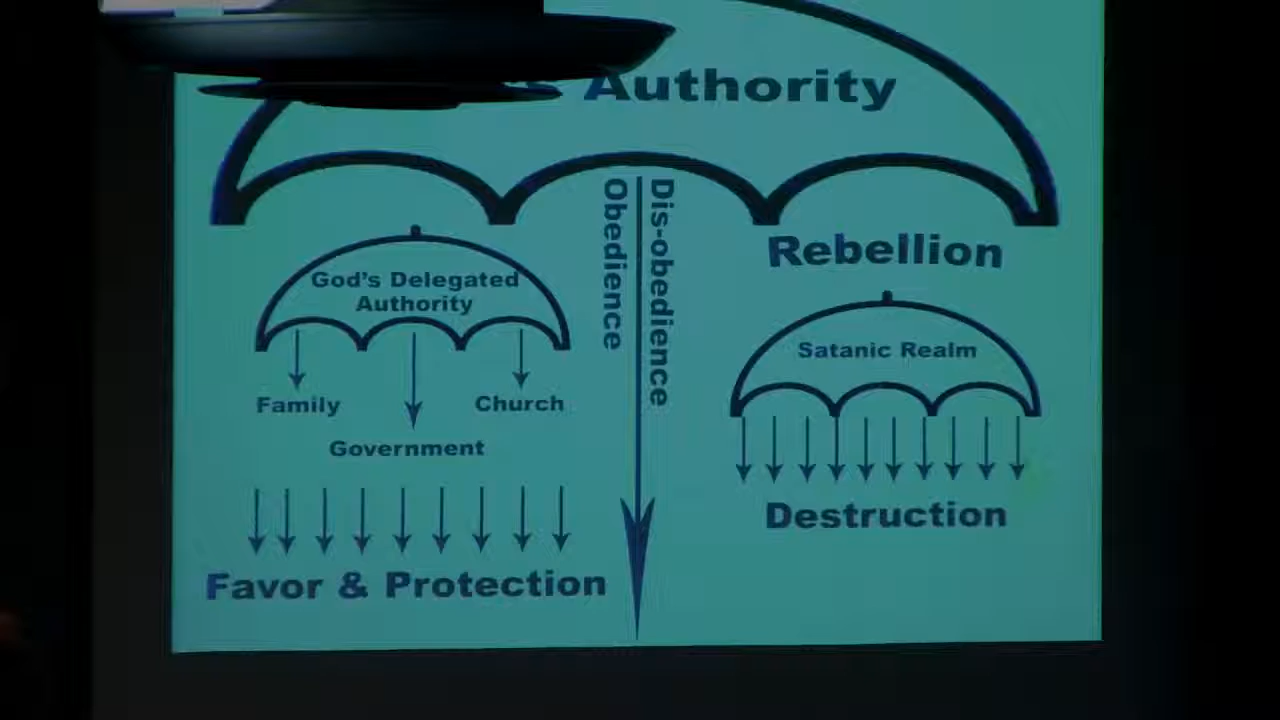 Authority
Obedience
Dis-obedience
God's Delegated
Authority
Family
Church
Government
Favor & Protection
Rebellion
Satanic Realm
Destruction